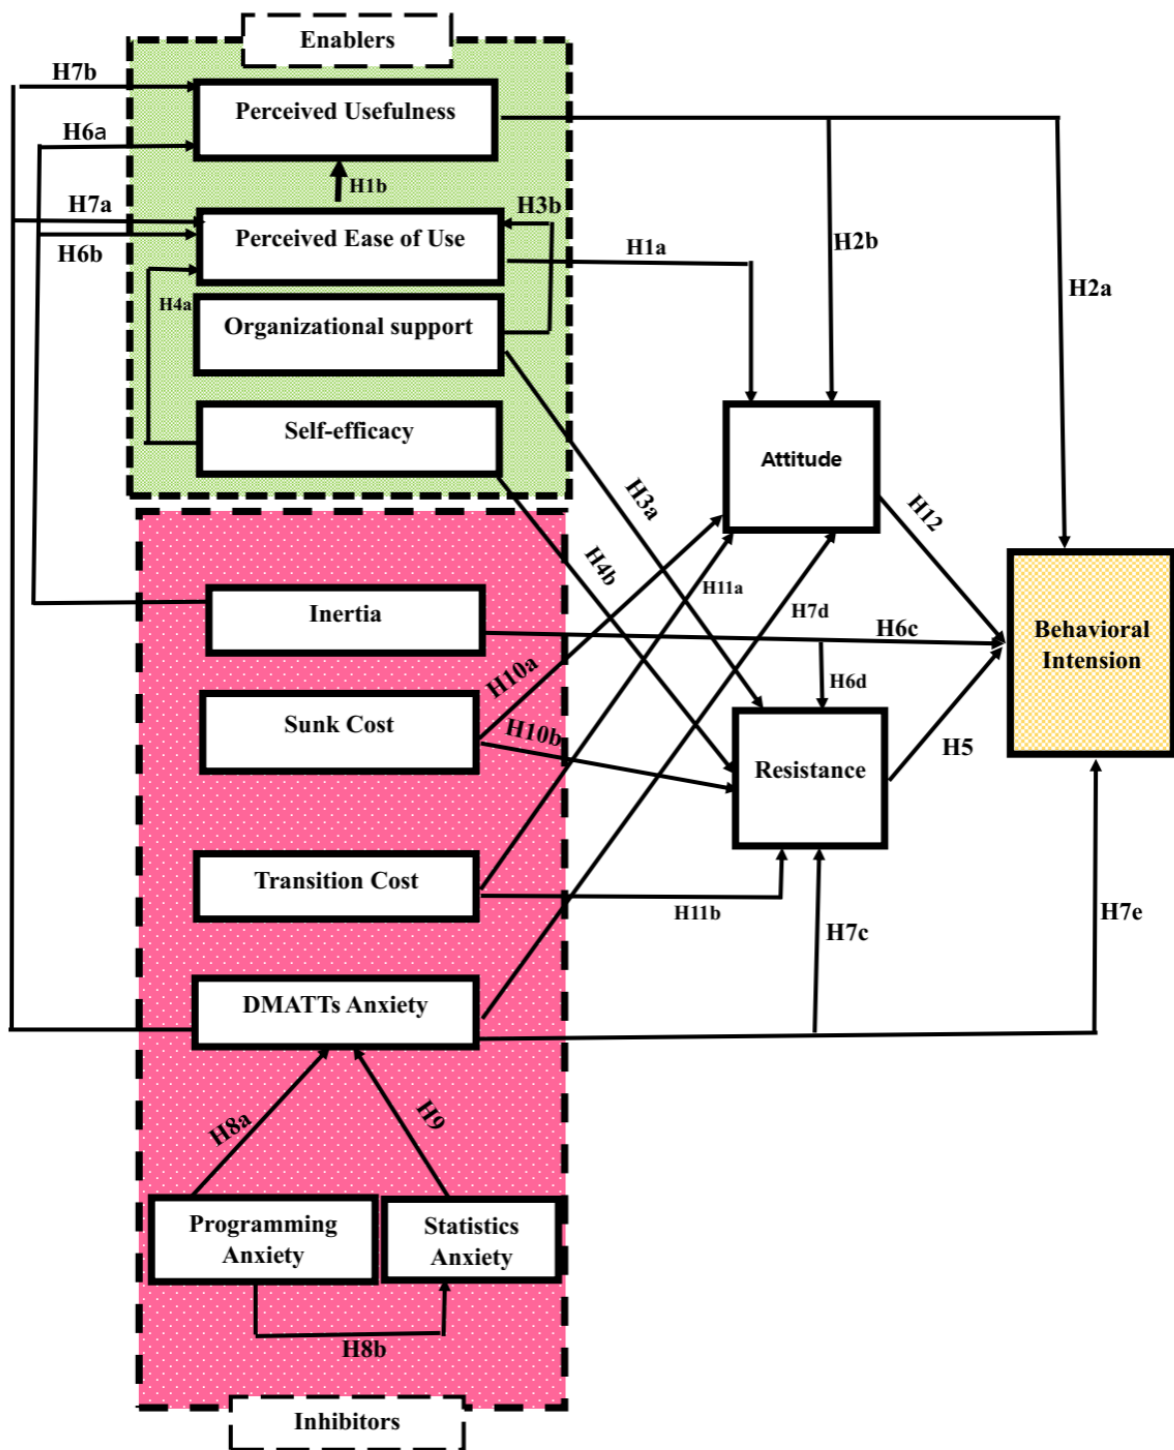 Enablers
H7b
Perceived Usefulness
H6a
H1b
H7a
H3b
Perceived Ease of Use
H6b
H1a
H2b
H2a
H4a
Organizational support
Self-efficacy
Attitude
H3a
H12
H4b
H11a
H7d
Inertia
H6c
Behavioral
Intension
H10a
H6d
Sunk Cost
H10b
H5
Resistance
Transition Cost
H11b
H7c
H7e
DMATTs Anxiety
H8a
H9
Programming
Anxiety
Statistics
Anxiety
H8b
Inhibitors